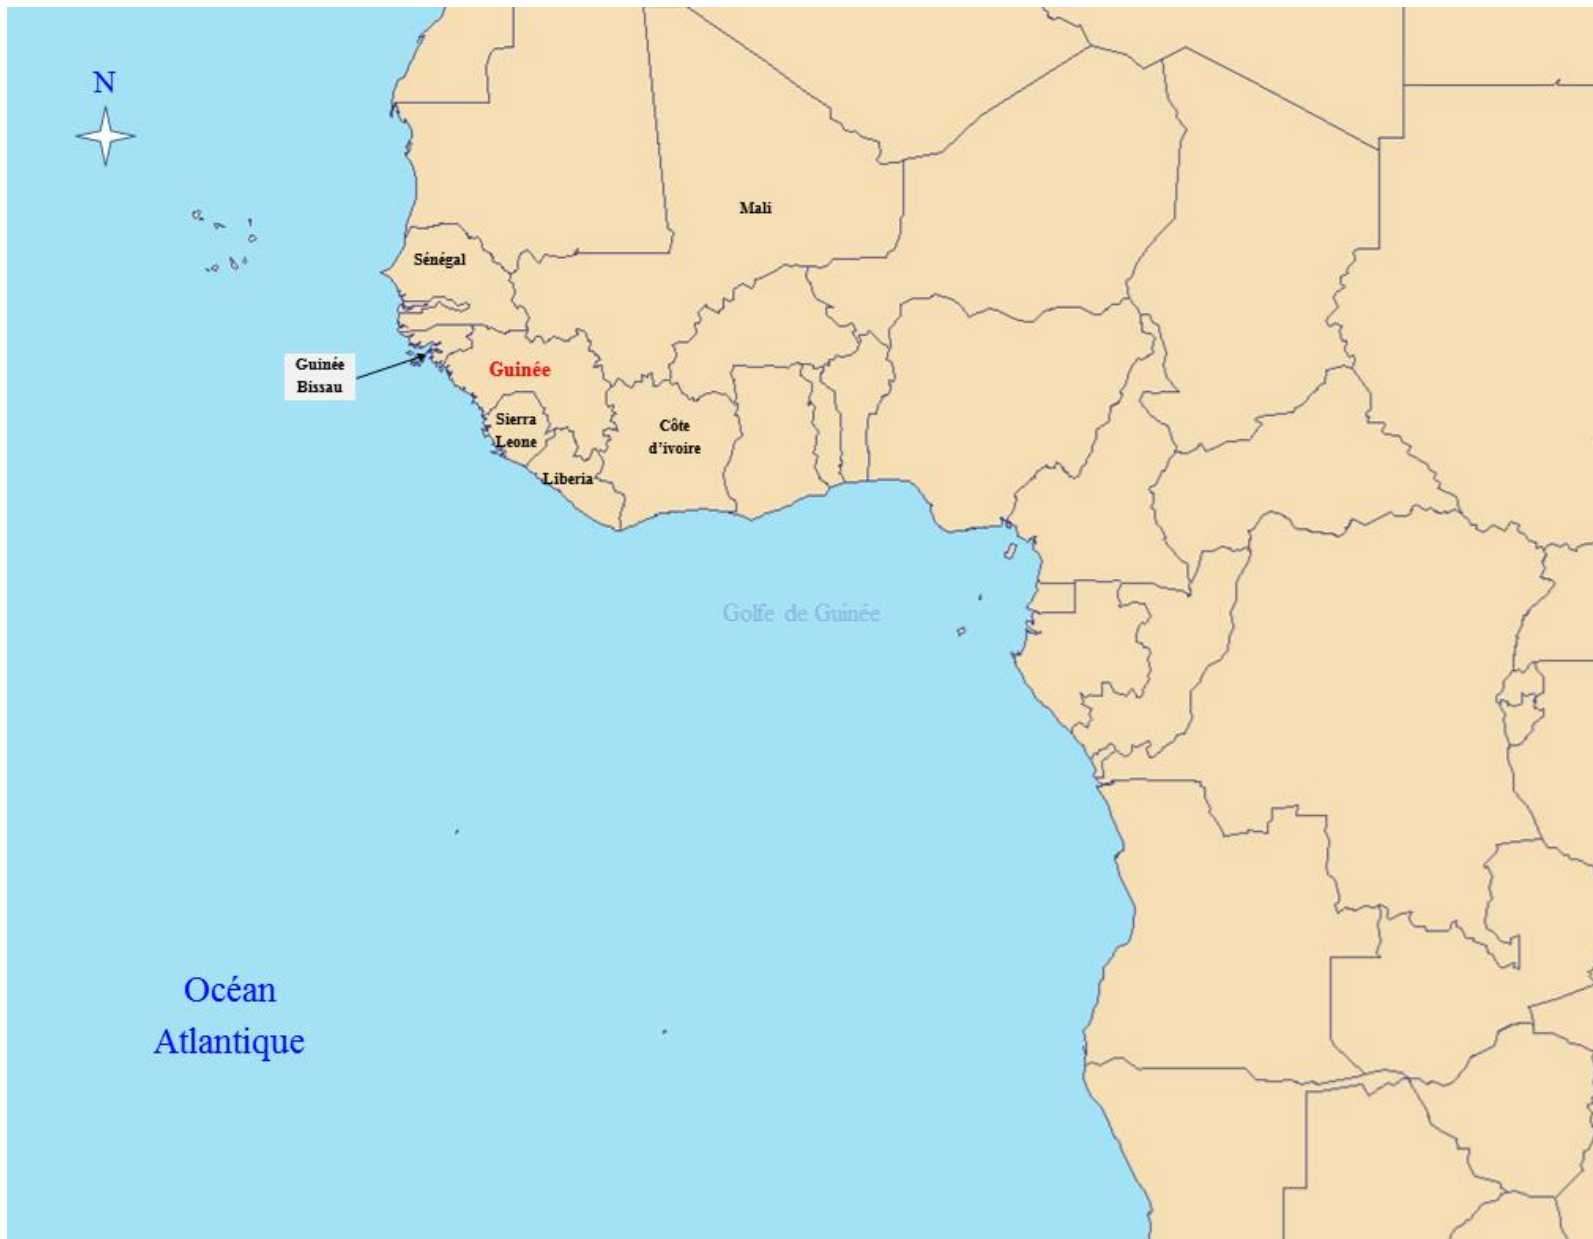 N
Mali
Sénégal
Guinée
Bissau
Guinée
Sierra
Leone
Côte
d'ivoire
Liberia
Golfe de Guinée
Océan
Atlantique